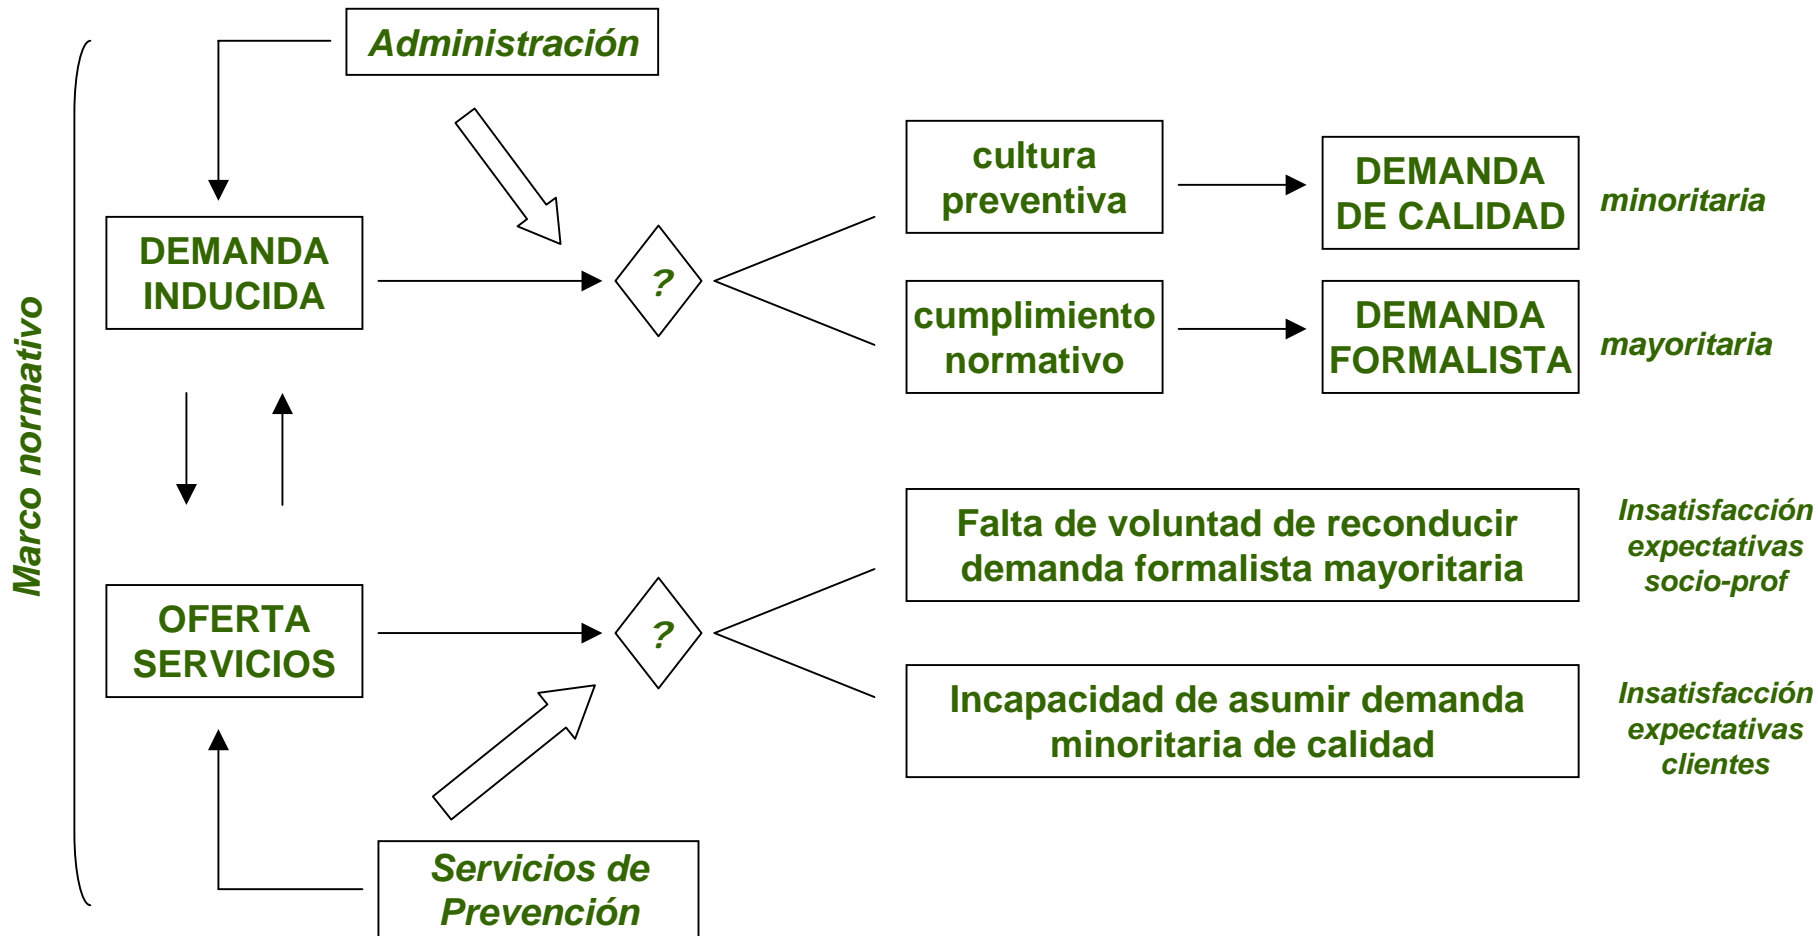 Administración
Marco normativo
DEMANDA
INDUCIDA
?
cultura
preventiva
DEMANDA
DE CALIDAD
minoritaria
cumplimiento
normativo
DEMANDA
FORMALISTA
mayoritaria
OFERTA
SERVICIOS
?
Falta de voluntad de reconducir
demanda formalista mayoritaria
Insatisfacción
expectativas
socio-prof
Incapacidad de asumir demanda
minoritaria de calidad
Insatisfacción
expectativas
clientes
Servicios de
Prevención